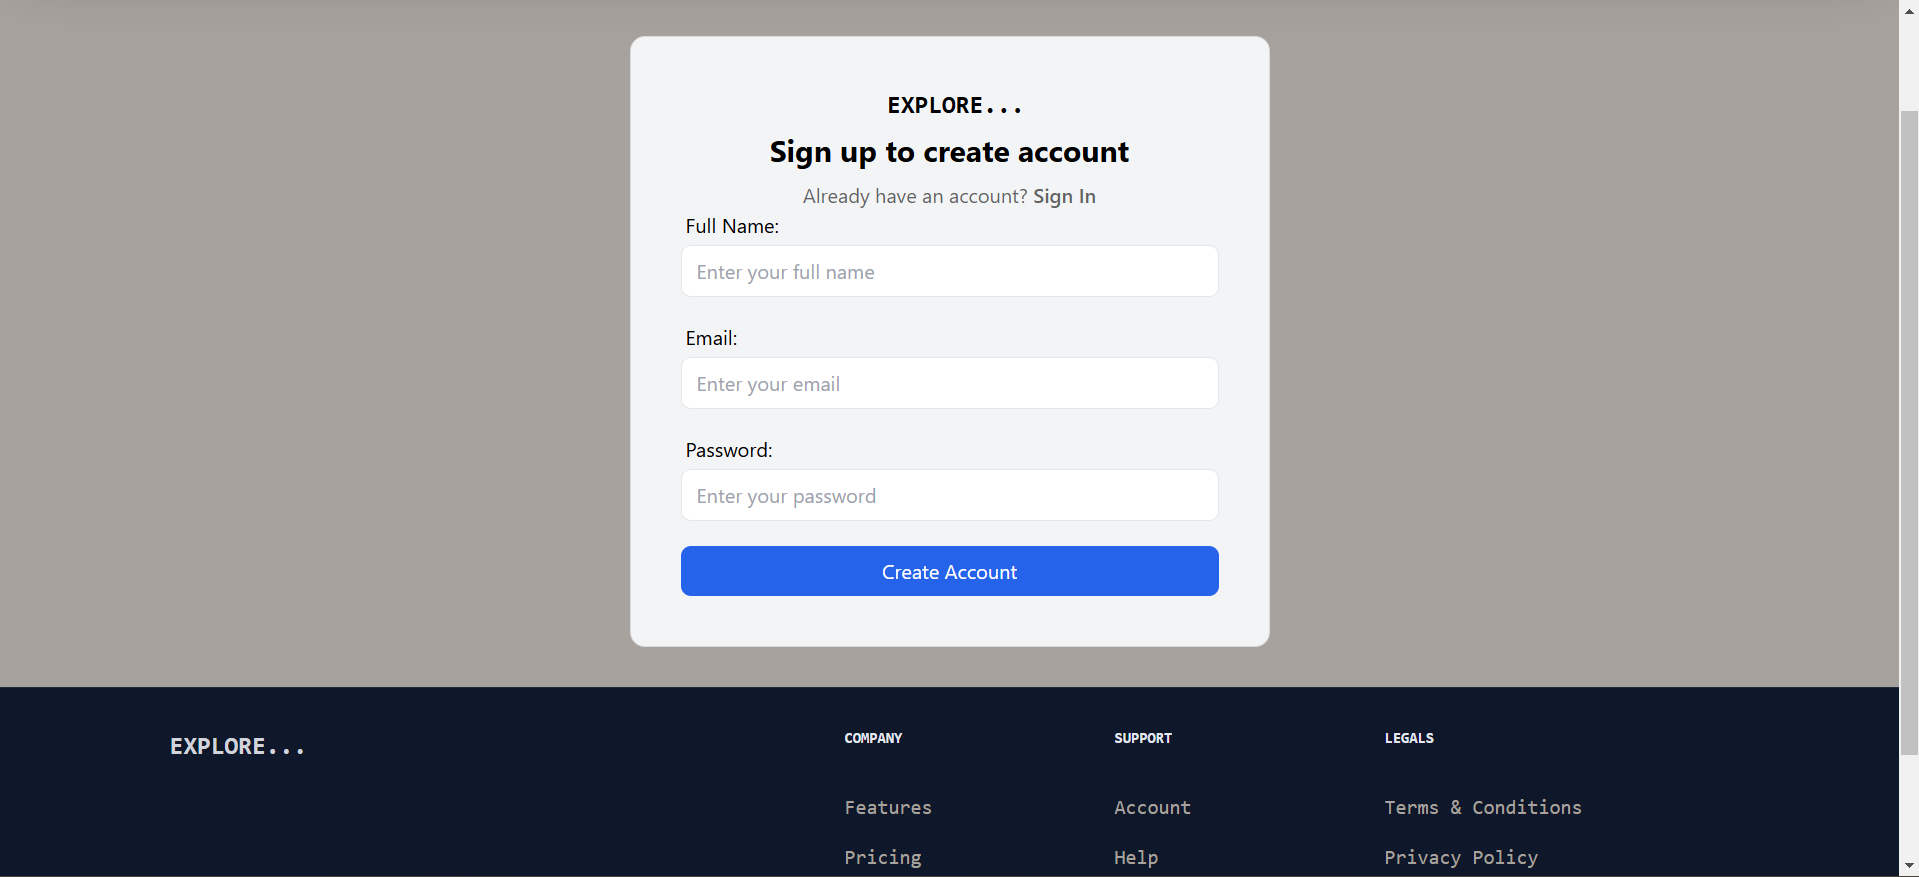 EXPLORE...
Sign up to create account
Already have an account? Sign In
Full Name:
Enter your full name
Email:
Enter your email
Password:
Enter your password
Create Account
EXPLORE...
COMPANY
Features
Pricing
SUPPORT
Account
Help
LEGALS
Terms & Conditions
Privacy Policy